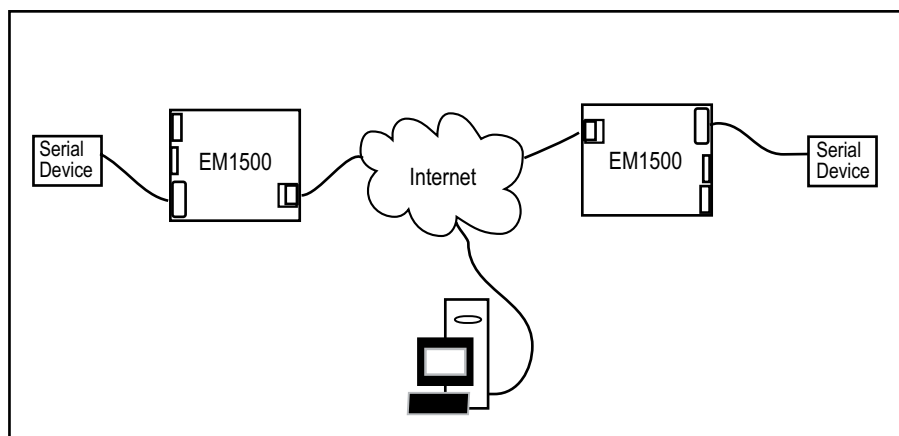 Serial
Device
EM1500
Internet
EM1500
Serial
Device